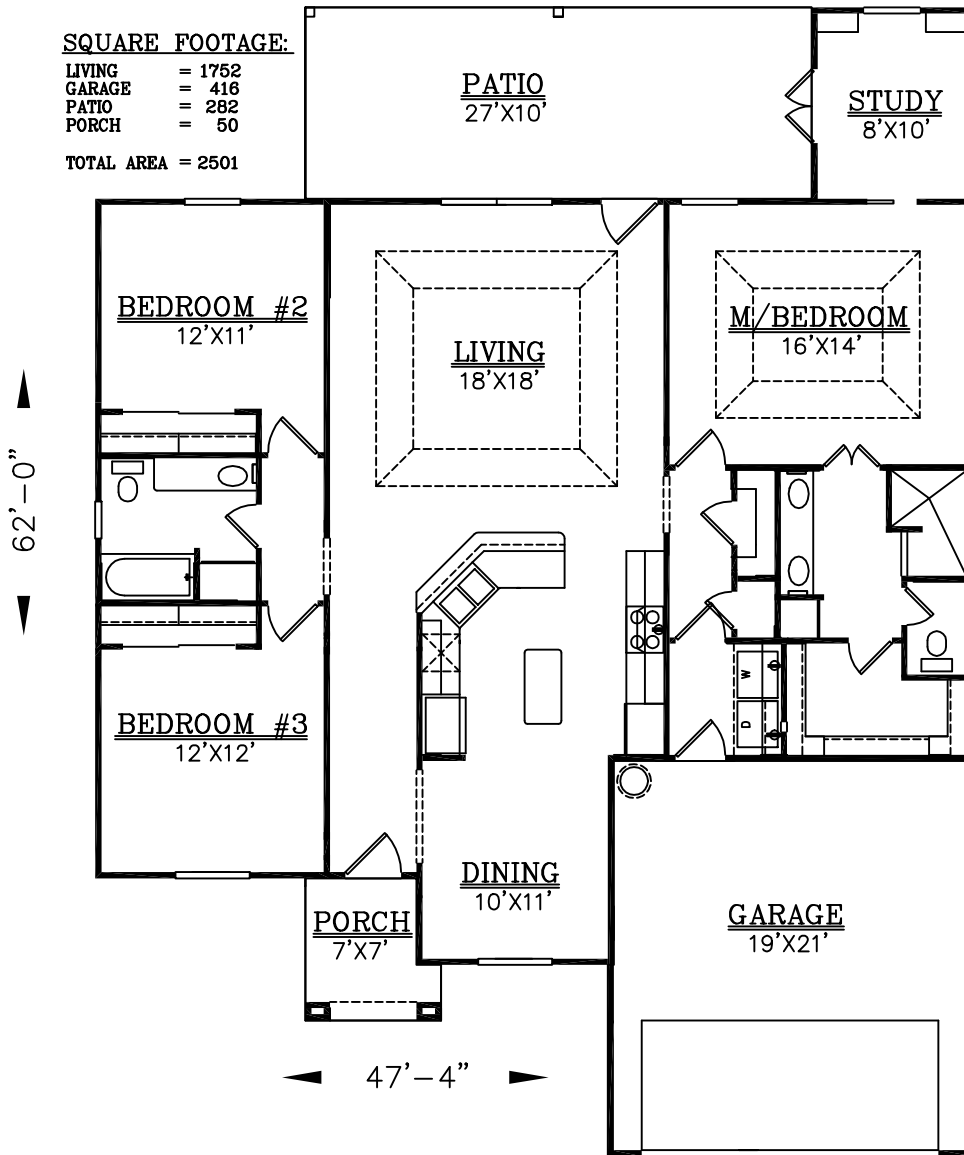 SQUARE FOOTAGE:
LIVING = 1752
GARAGE = 416
PATIO = 282
PORCH = 50
TOTAL AREA = 2501
PATIO
27'X10'
STUDY
8'X10'
BEDROOM #2
12'X11'
LIVING
18'X18'
M/BEDROOM
16'X14'
62'-0"
W
D
BEDROOM #3
12'X12'
DINING
10'X11'
PORCH
7'X7'
GARAGE
19'X21'
47'-4"